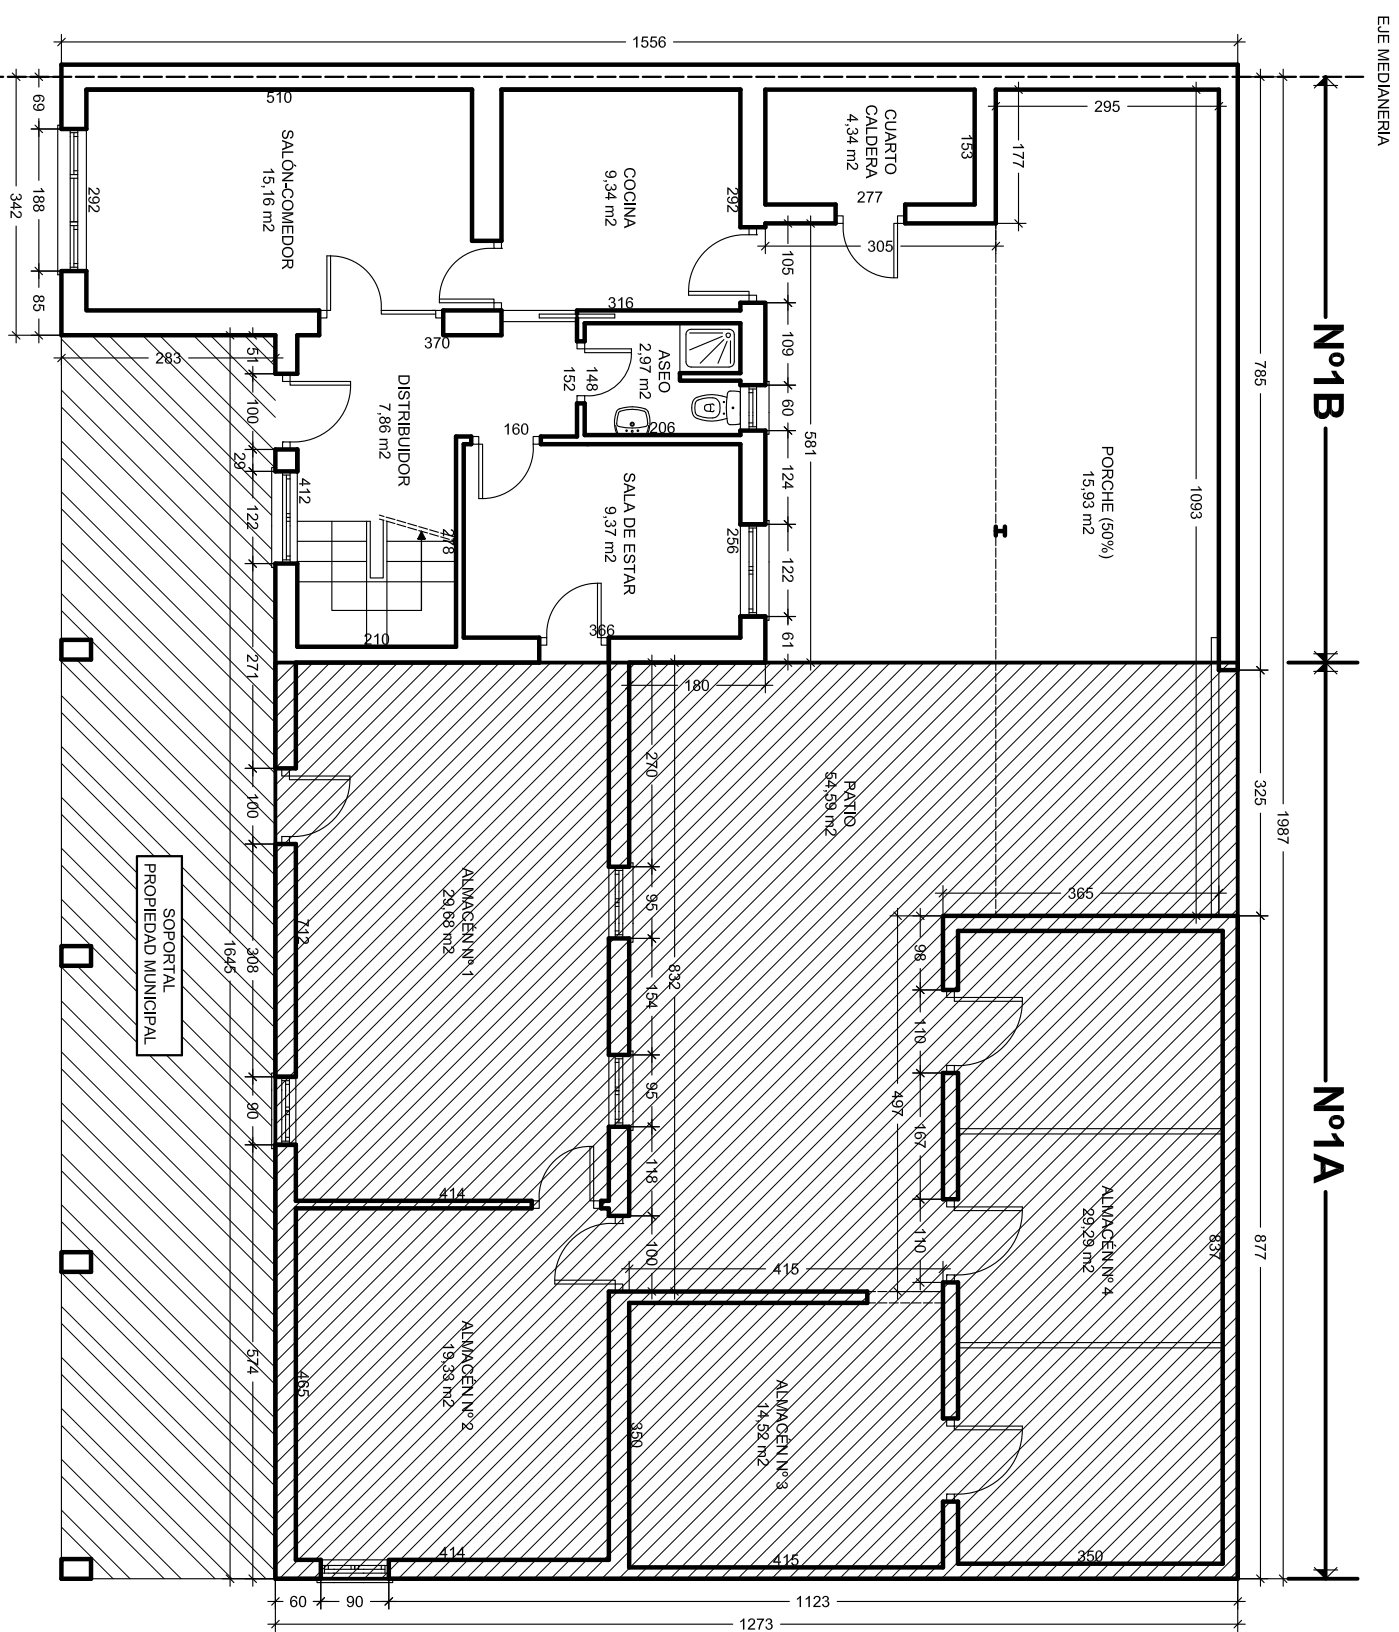 EJE MEDIANERIA
Nº1B
Nº1A
1556
785
325
1987
877
295
177
153
CUARTO
CALDERA
4,34 m2
277
305
PORCHE (50%)
15,93 m2
1093
510
SALÓN-COMEDOR
15,16 m2
292
69
188
85
342
COCINA
9,34 m2
292
316
105
109
60
124
122
61
581
370
ASEO
2,97 m2
148
152
206
160
DISTRIBUIDOR
7,86 m2
412
278
210
SALA DE ESTAR
9,37 m2
256
366
283
51
100
29
122
271
100
308
90
574
1645
180
270
95
154
95
118
100
832
PATIO
54,59 m2
365
98
110
167
110
497
415
ALMACÉN Nº 1
29,68 m2
712
414
ALMACÉN Nº 2
19,33 m2
465
414
ALMACÉN Nº 3
14,52 m2
350
415
ALMACÉN Nº 4
29,29 m2
837
350
SOPORTAL
PROPIEDAD MUNICIPAL
60
90
1123
1273